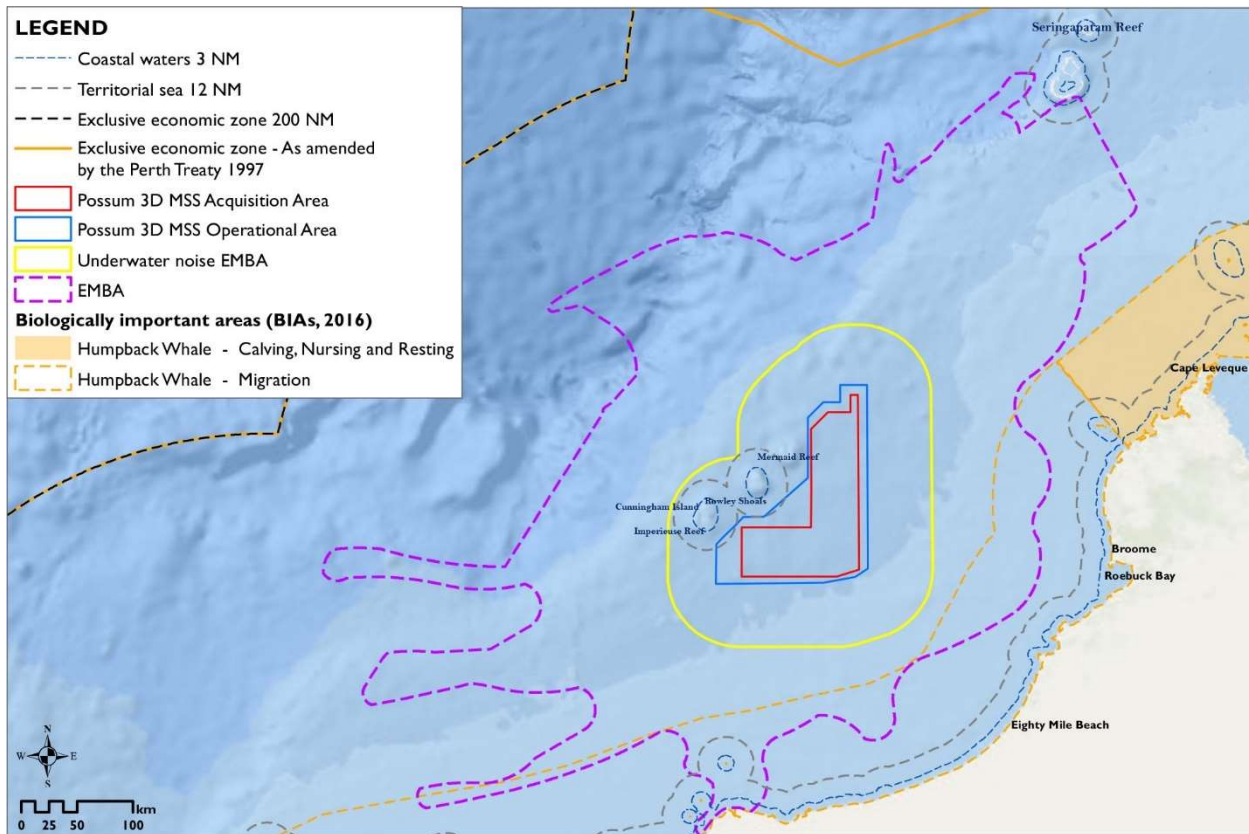 LEGEND
Coastal waters 3 NM
Territorial sea 12 NM
Exclusive economic zone 200 NM
Exclusive economic zone - As amended
by the Perth Treaty 1997
Possum 3D MSS Acquisition Area
Possum 3D MSS Operational Area
Underwater noise EMBA
EMBA
Biologically important areas (BIAs, 2016)
Humpback Whale - Calving, Nursing and Resting
Humpback Whale - Migration
Seringapatam Reef
Cape Leveque
Mermaid Reef
Rowley Shoals
Cunningham Island
Imperieuse Reef
Broome
Roebuck Bay
Eighty Mile Beach
N
W E
S
0 25 50 100
km